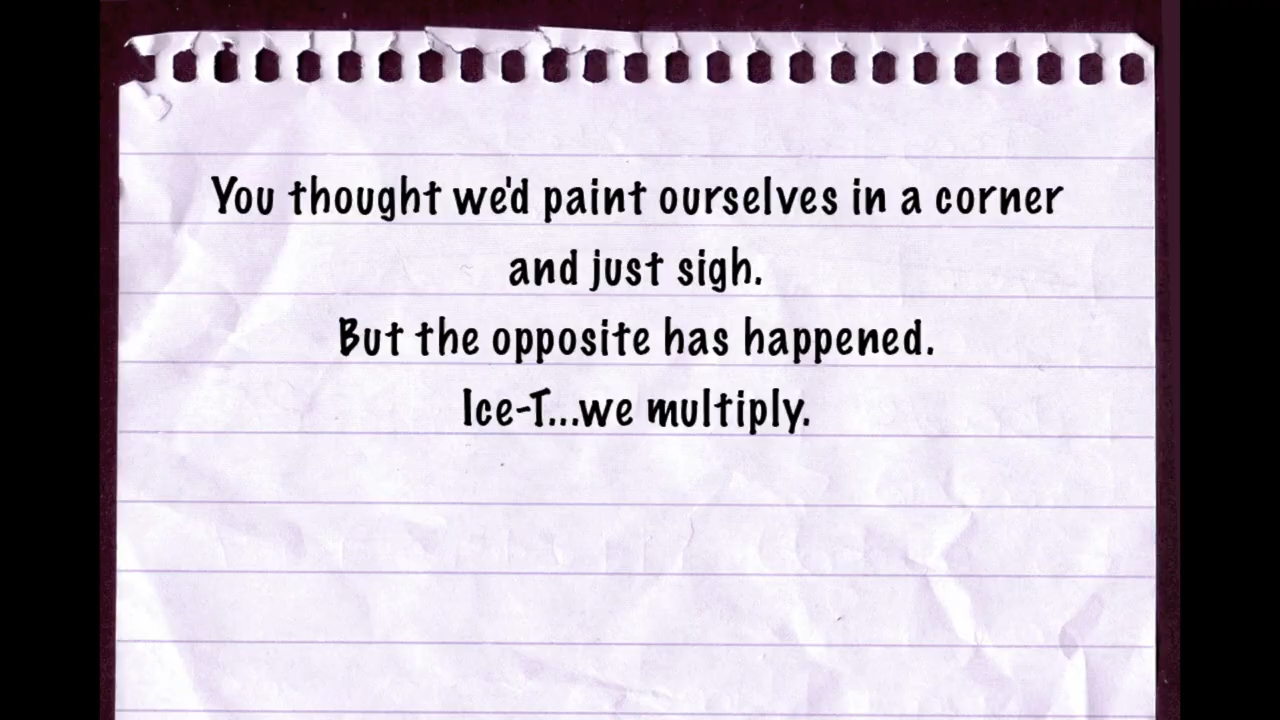 You thought we'd paint ourselves in a corner
and just sigh.
But the opposite has happened.
Ice-T...we multiply.